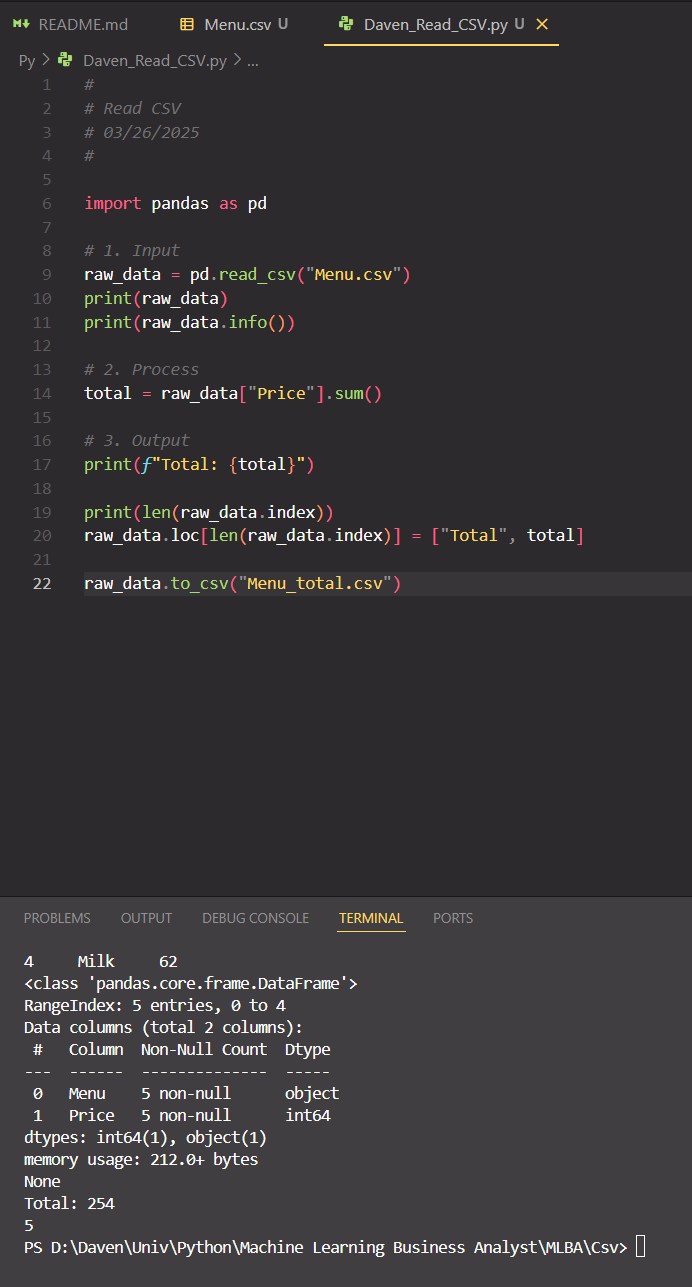 README.md Menu.csv U Daven_Read_CSV.py U
Py > Daven_Read_CSV.py > ...
1 #
2 # Read CSV
3 # 03/26/2025
4 #
5
6 import pandas as pd
7
8 # 1. Input
9 raw_data = pd.read_csv("Menu.csv")
10 print(raw_data)
11 print(raw_data.info())
12
13 # 2. Process
14 total = raw_data["Price"].sum()
15
16 # 3. Output
17 print(f"Total: {total}")
18
19 print(len(raw_data.index))
20 raw_data.loc[len(raw_data.index)] = ["Total", total]
21
22 raw_data.to_csv("Menu_total.csv")
PROBLEMS OUTPUT DEBUG CONSOLE TERMINAL PORTS
4 Milk 62
<class 'pandas.core.frame.DataFrame'>
RangeIndex: 5 entries, 0 to 4
Data columns (total 2 columns):
# Column Non-Null Count Dtype
--- ------ -------------- -----
0 Menu 5 non-null object
1 Price 5 non-null int64
dtypes: int64(1), object(1)
memory usage: 212.0+ bytes
None
Total: 254
5
PS D:\Daven\Univ\Python\Machine Learning Business Analyst\MLBA\Csv>